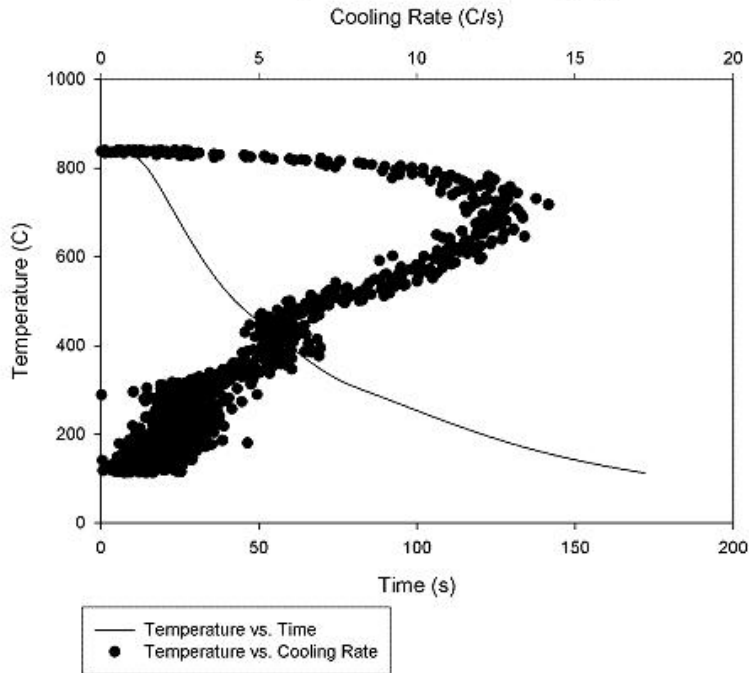 Cooling Rate (C/s)
0 5 10 15 20
1000
800
600
400
200
0
Temperature (C)
0 50 100 150 200
Time (s)
Temperature vs. Time
Temperature vs. Cooling Rate